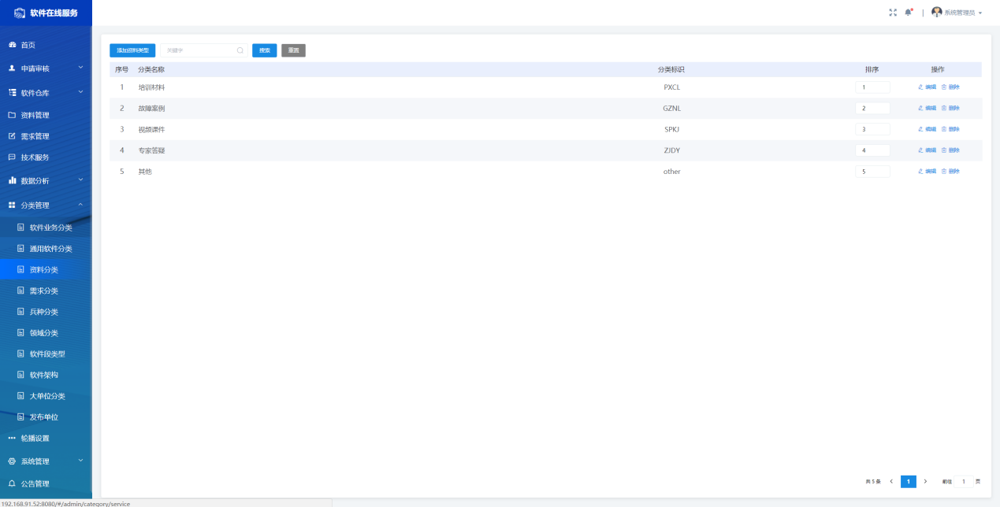 软件在线服务
系统管理员
首页
申请审核
软件仓库
资料管理
需求管理
技术服务
数据分析
分类管理
软件业务分类
通用软件分类
资料分类
需求分类
兵种分类
领域分类
软件段类型
软件架构
大单位分类
发布单位
轮播设置
系统管理
公告管理
添加资料类型 关键字 搜索 重置
序号 分类名称 分类标识 排序 操作
1 培训材料 PXCL 1 编辑 删除
2 故障案例 GZNL 2 编辑 删除
3 视频课件 SPKJ 3 编辑 删除
4 专家答疑 ZJDY 4 编辑 删除
5 其他 other 5 编辑 删除
共 5 条 1 前往 1 页
192.168.91.52:8080/#/admin/category/service